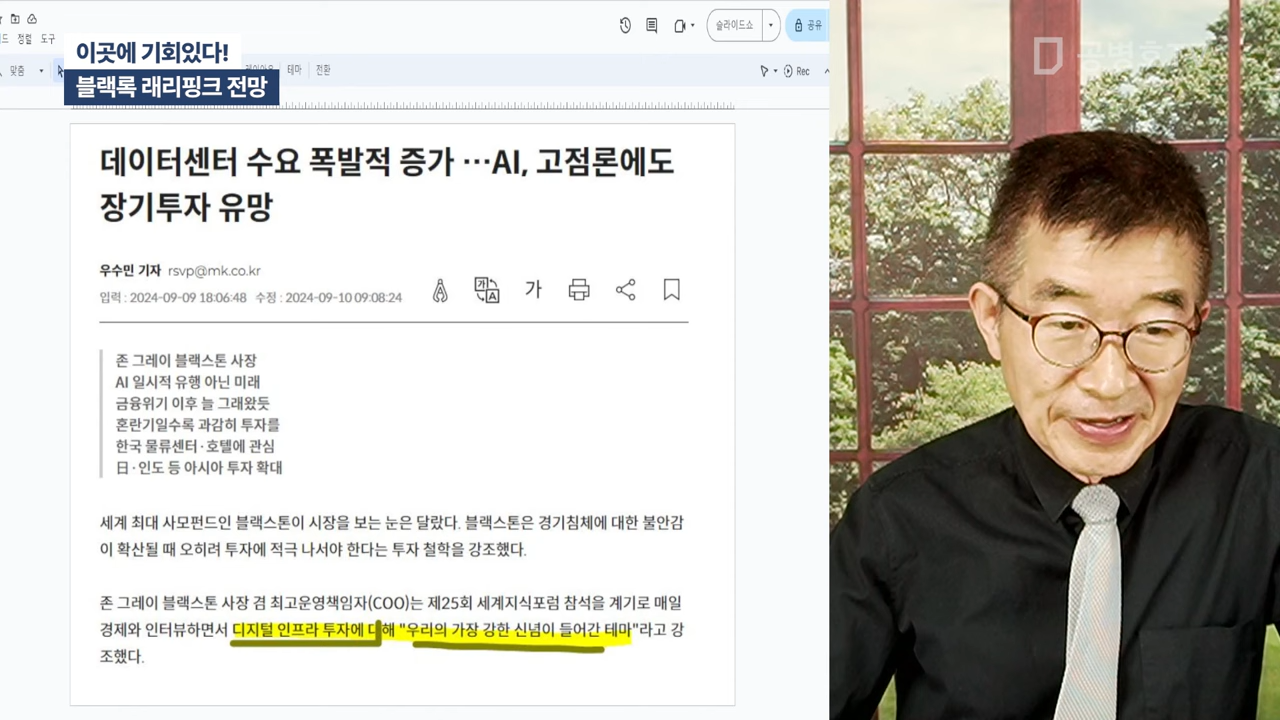 정렬 도구
슬라이드쇼
공유
이곳에 기회있다!
블랙록 래리핑크 전망
맞춤
테마
전환
Rec
공병호
데이터센터 수요 폭발적 증가 …AI, 고점론에도
장기투자 유망
우수민 기자 rsvp@mk.co.kr
입력 : 2024-09-09 18:06:48 수정 : 2024-09-10 09:08:24
가
A
가
존 그레이 블랙스톤 사장
AI 일시적 유행 아닌 미래
금융위기 이후 늘 그래왔듯
혼란기일수록 과감히 투자를
한국 물류센터·호텔에 관심
日·인도 등 아시아 투자 확대
세계 최대 사모펀드인 블랙스톤이 시장을 보는 눈은 달랐다. 블랙스톤은 경기침체에 대한 불안감
이 확산될 때 오히려 투자에 적극 나서야 한다는 투자 철학을 강조했다.
존 그레이 블랙스톤 사장 겸 최고운영책임자(COO)는 제25회 세계지식포럼 참석을 계기로 매일
경제와 인터뷰하면서 디지털 인프라 투자에 대해 "우리의 가장 강한 신념이 들어간 테마"라고 강
조했다.